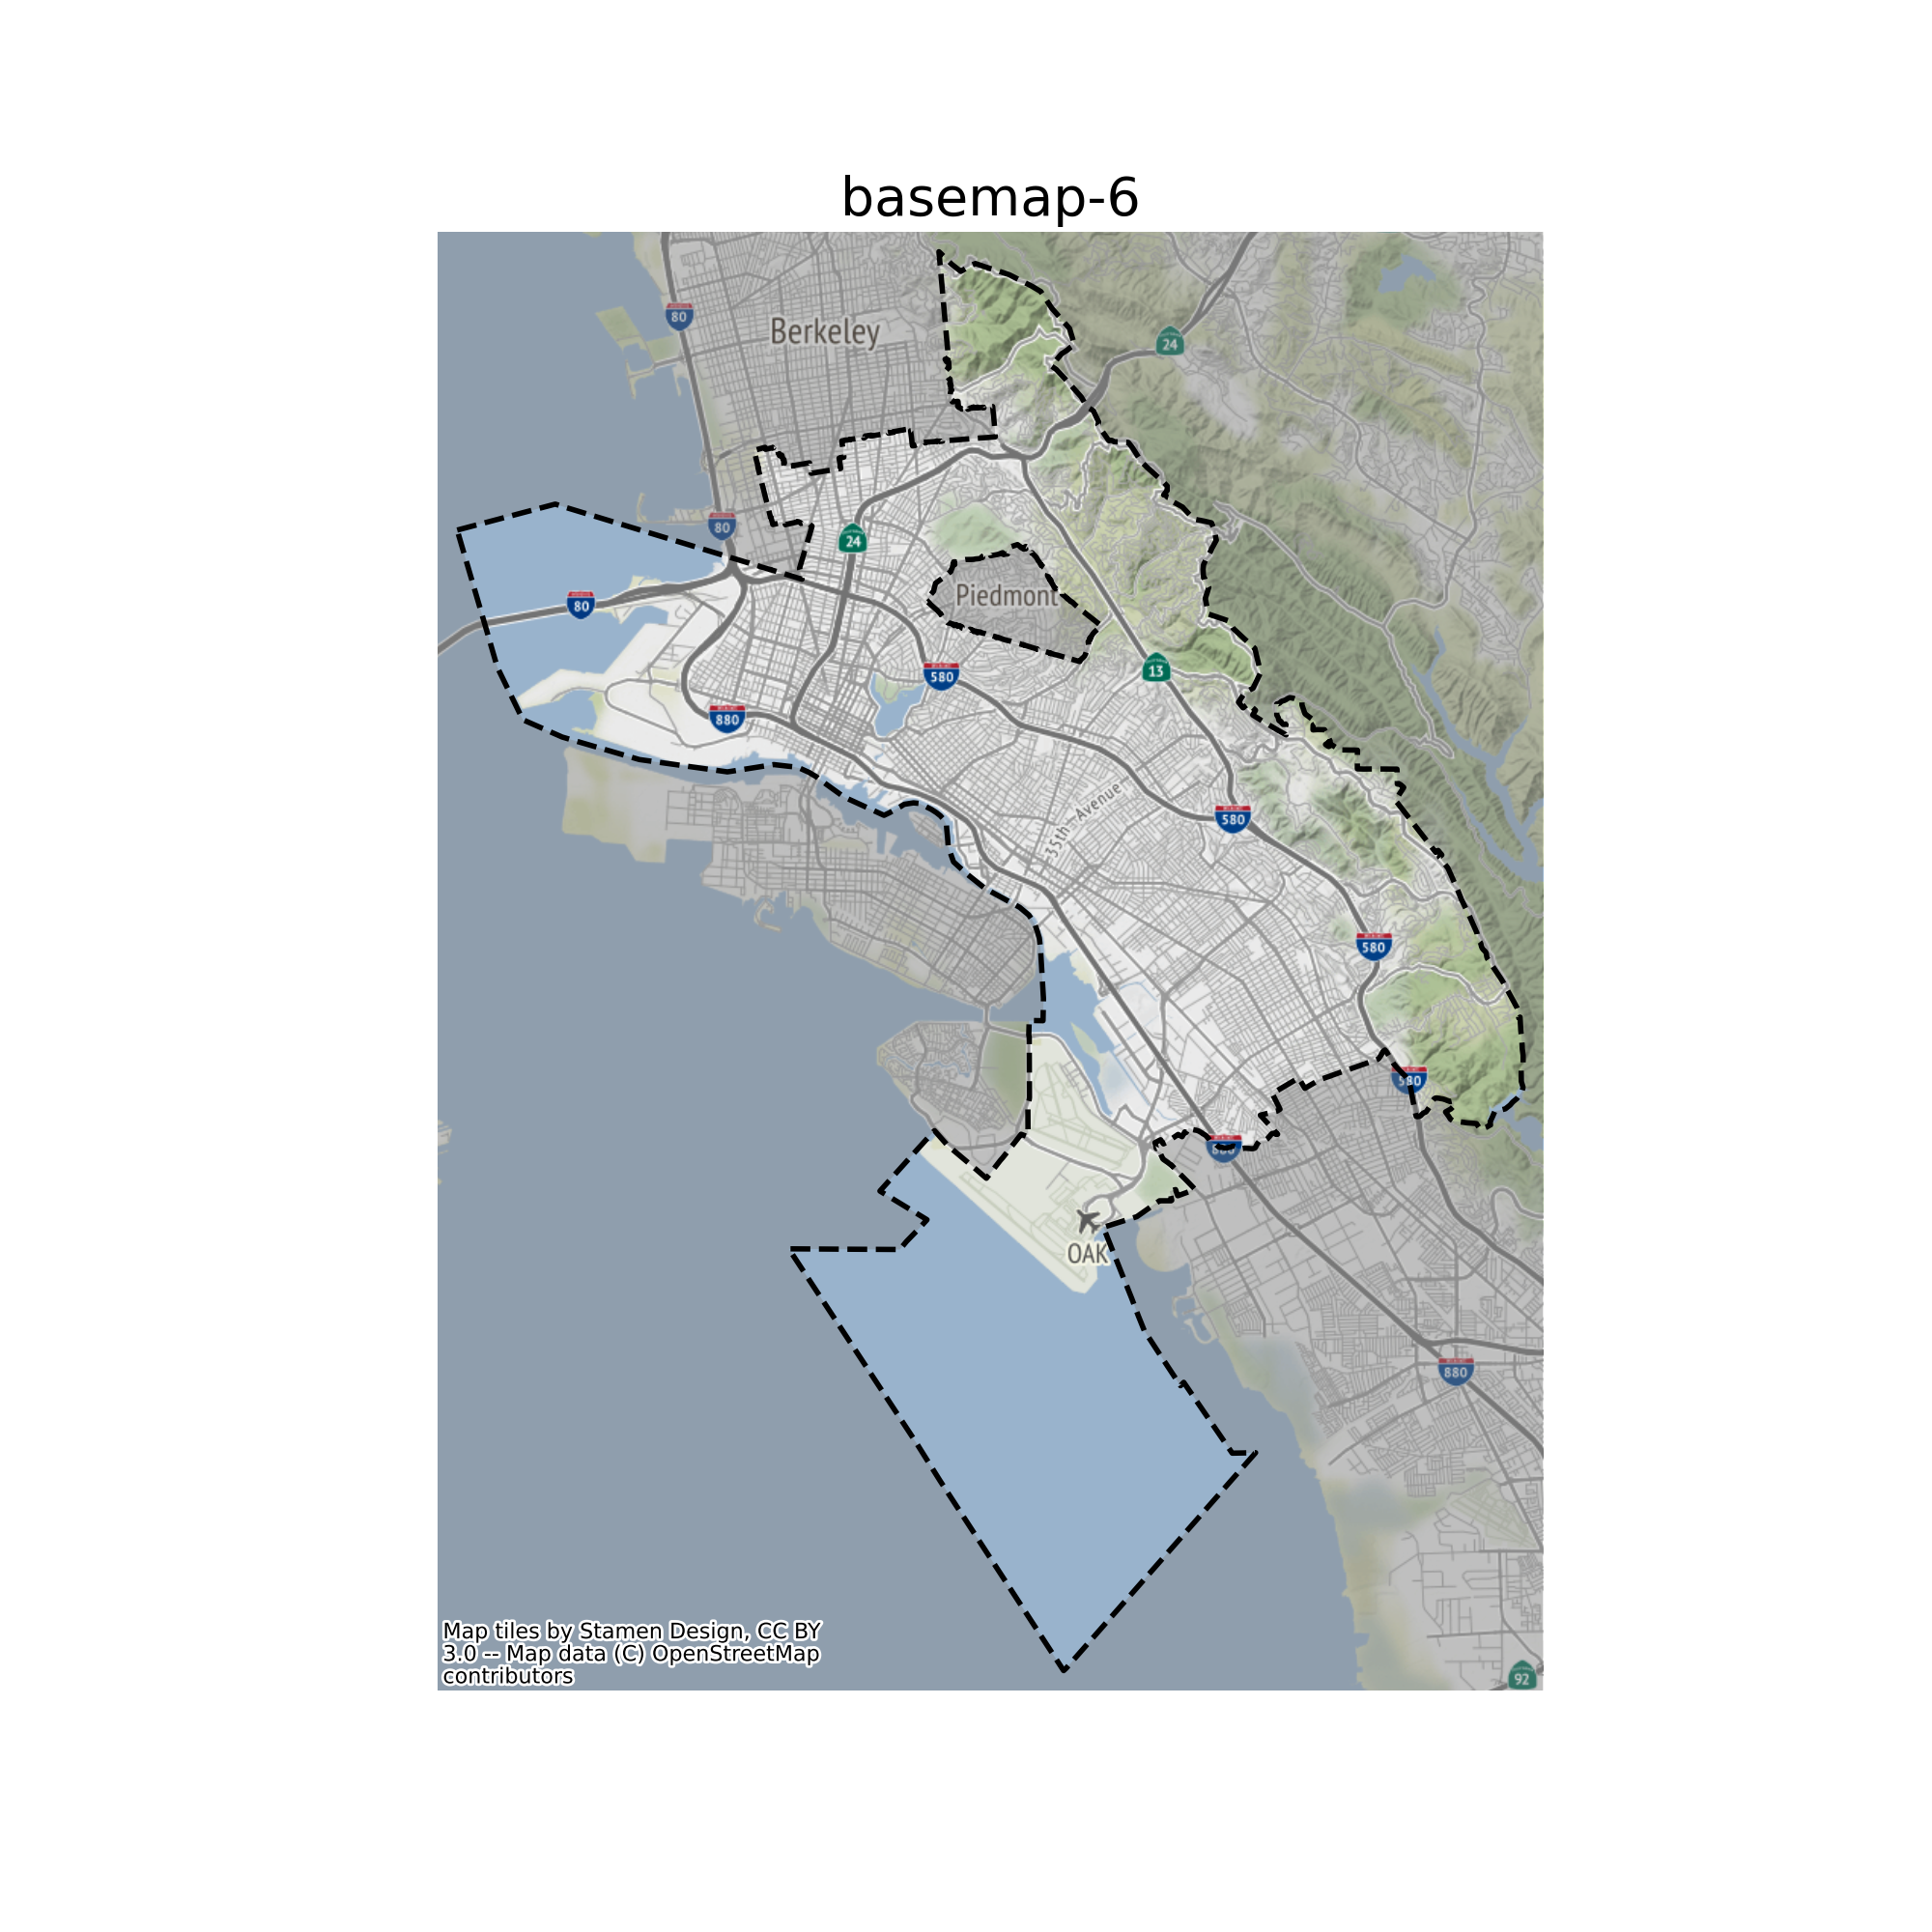 basemap-6
80
Berkeley
24
80
24
80
Piedmont
13
580
880
35th Avenue
580
580
580
880
OAK
880
Map tiles by Stamen Design, CC BY
3.0 -- Map data (C) OpenStreetMap
contributors
92